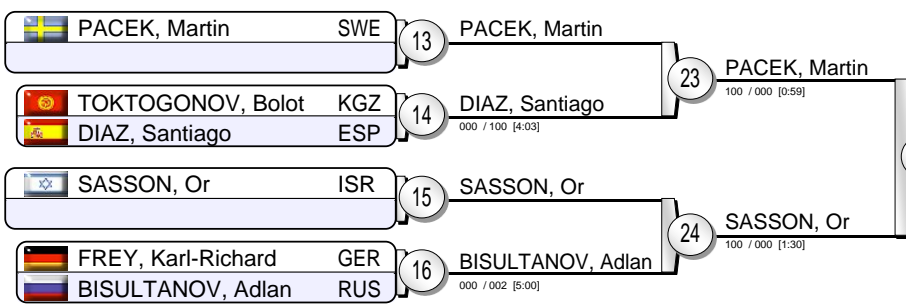 PACEK, Martin SWE
13
PACEK, Martin
TOKTOGONOV, Bolot KGZ
DIAZ, Santiago ESP
14
DIAZ, Santiago
000 / 100 [4:03]
23
PACEK, Martin
100 / 000 [0:59]
SASSON, Or ISR
15
SASSON, Or
FREY, Karl-Richard GER
BISULTANOV, Adlan RUS
16
BISULTANOV, Adlan
000 / 002 [5:00]
24
SASSON, Or
100 / 000 [1:30]